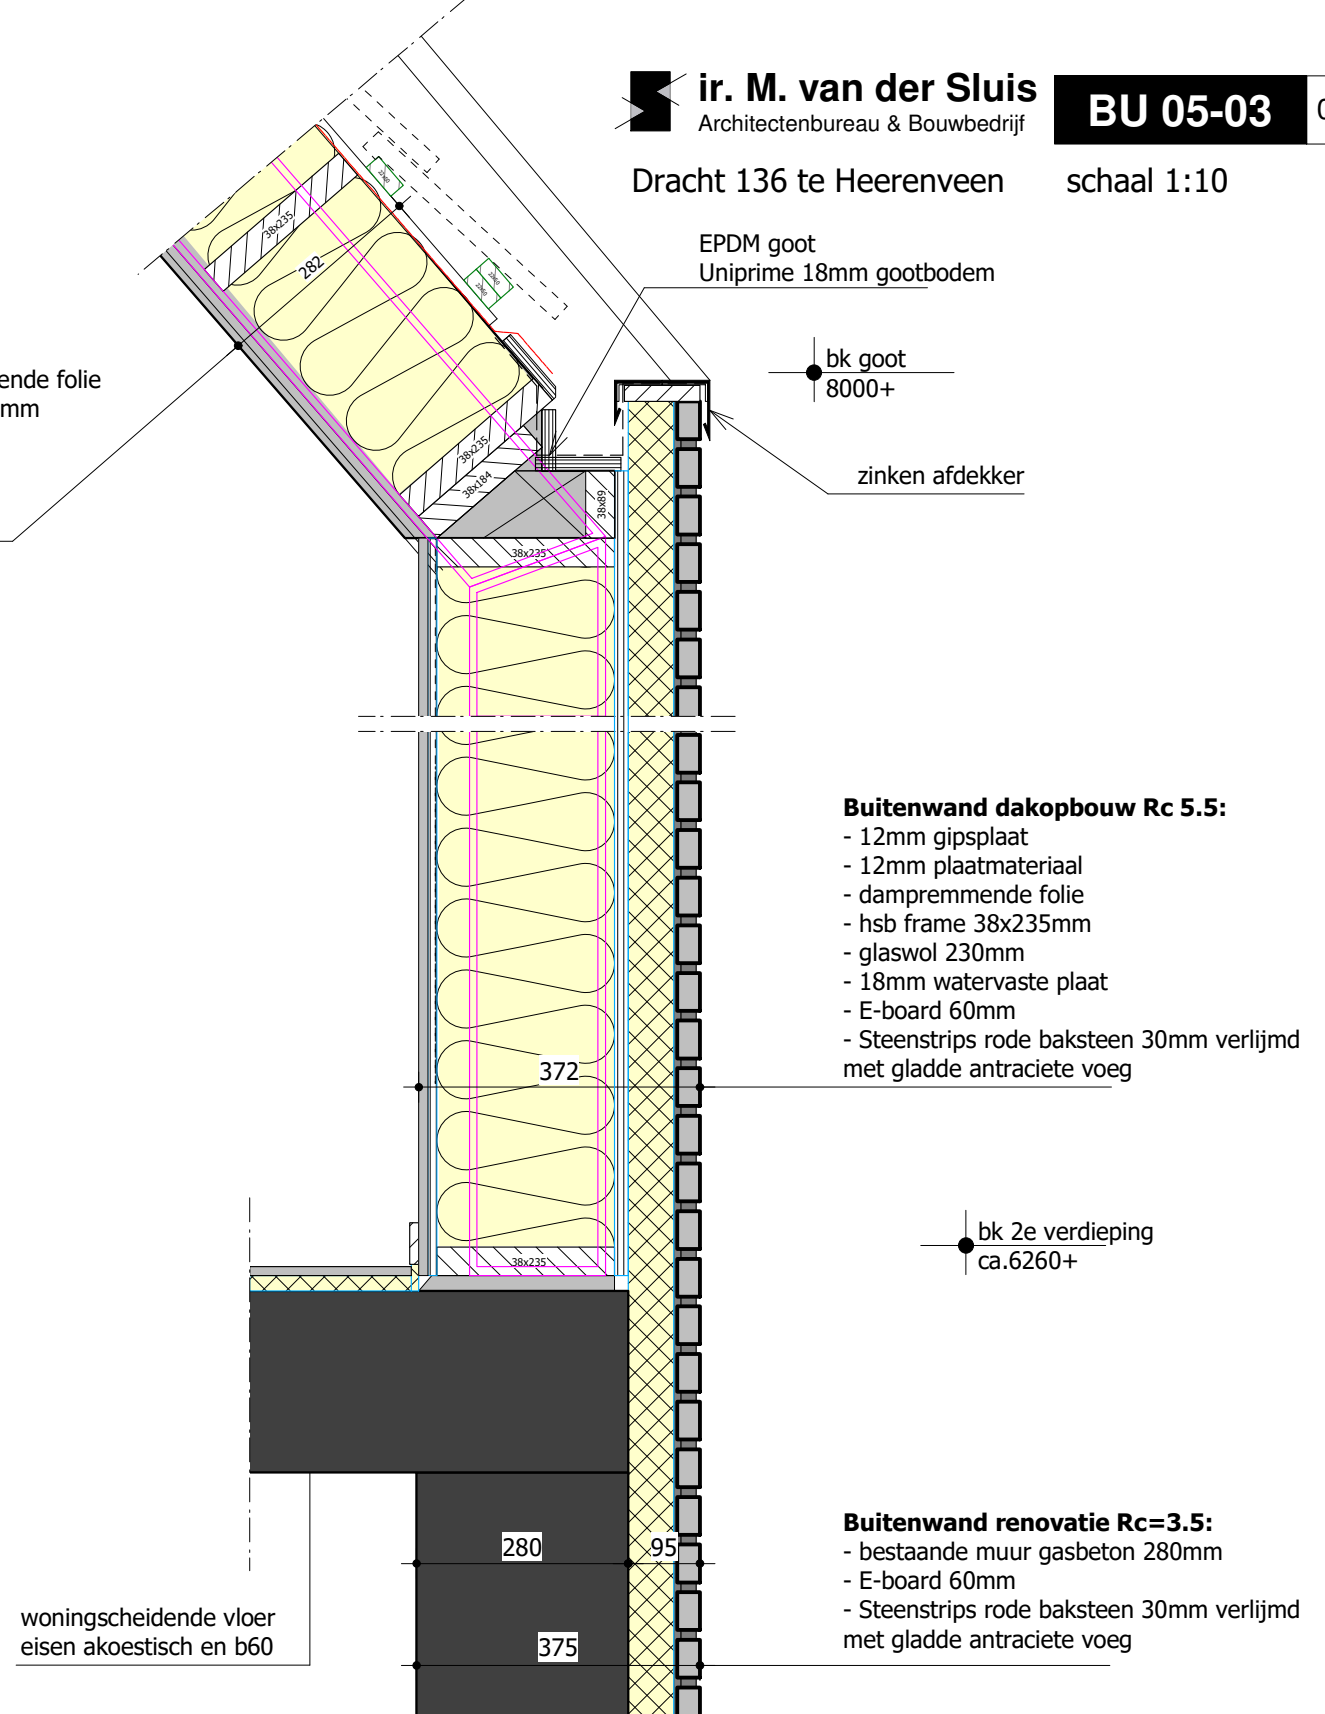 ir. M. van der Sluis
Architectenbureau & Bouwbedrijf
BU 05-03
Dracht 136 te Heerenveen
schaal 1:10
EPDM goot
Uniprime 18mm gootbodem
bk goot
8000+
zinken afdekker
ende folie
mm
22x60
22x60
22x60
38x235
282
38x235
38x184
38x89
38x235
Buitenwand dakopbouw Rc 5.5:
- 12mm gipsplaat
- 12mm plaatmateriaal
- dampremmende folie
- hsb frame 38x235mm
- glaswol 230mm
- 18mm watervaste plaat
- E-board 60mm
- Steenstrips rode baksteen 30mm verlijmd
met gladde antraciete voeg
372
bk 2e verdieping
ca.6260+
38x235
Buitenwand renovatie Rc=3.5:
- bestaande muur gasbeton 280mm
- E-board 60mm
- Steenstrips rode baksteen 30mm verlijmd
met gladde antraciete voeg
280
95
375
woningscheidende vloer
eisen akoestisch en b60